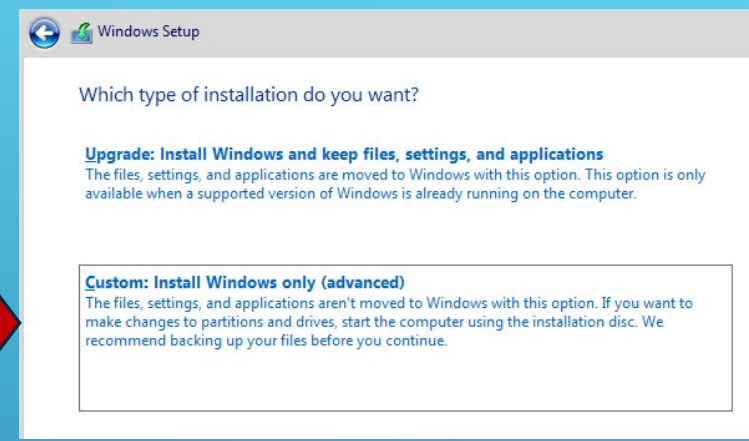 Windows Setup
Which type of installation do you want?
Upgrade: Install Windows and keep files, settings, and applications
The files, settings, and applications are moved to Windows with this option. This option is only
available when a supported version of Windows is already running on the computer.
Custom: Install Windows only (advanced)
The files, settings, and applications aren't moved to Windows with this option. If you want to
make changes to partitions and drives, start the computer using the installation disc. We
recommend backing up your files before you continue.